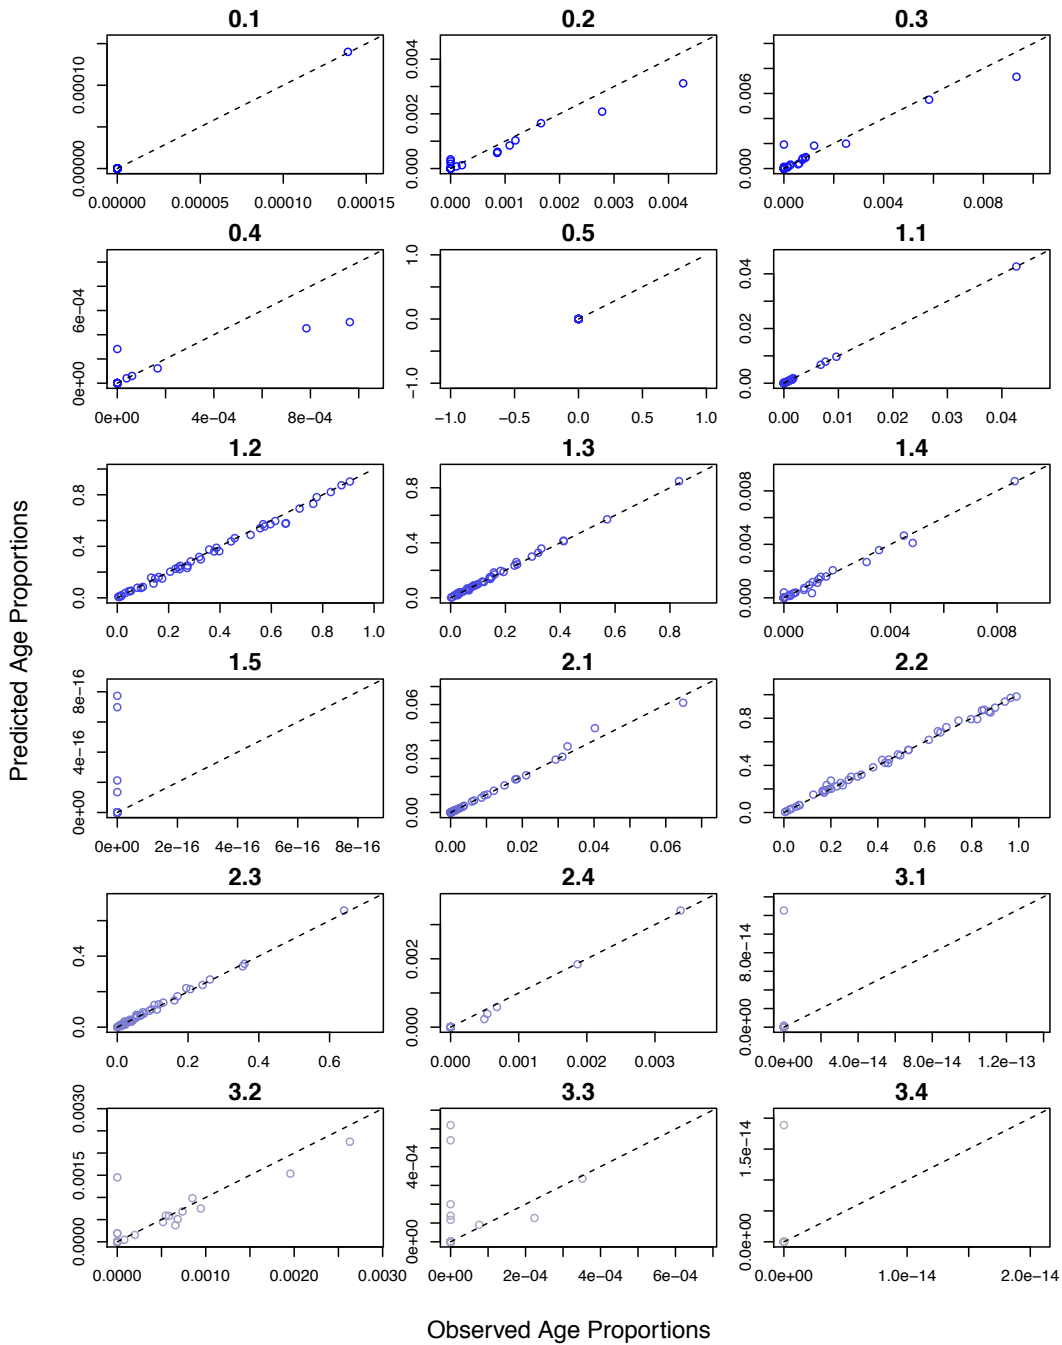 0.1 0.2 0.3
0.00000 0.00010
0.00000 0.00005 0.00010 0.00015
0.000 0.002 0.004
0.000 0.001 0.002 0.003 0.004
0.000 0.006
0.000 0.004 0.008
0.4 0.5 1.1
0e+00 6e−04
0e+00 4e−04 8e−04
−1.0 0.0 1.0
−1.0 −0.5 0.0 0.5 1.0
0.00 0.02 0.04
0.00 0.01 0.02 0.03 0.04
1.2 1.3 1.4
0.0 0.4 0.8
0.0 0.2 0.4 0.6 0.8 1.0
0.0 0.4 0.8
0.0 0.2 0.4 0.6 0.8
0.000 0.004 0.008
0.000 0.004 0.008
1.5 2.1 2.2
0e+00 4e−16 8e−16
0e+00 2e−16 4e−16 6e−16 8e−16
0.00 0.03 0.06
0.00 0.02 0.04 0.06
0.0 0.4 0.8
0.0 0.2 0.4 0.6 0.8 1.0
2.3 2.4 3.1
0.0 0.4
0.0 0.2 0.4 0.6
0.000 0.002
0.000 0.001 0.002 0.003
0.0e+00 8.0e−14
0.0e+00 4.0e−14 8.0e−14 1.2e−13
3.2 3.3 3.4
0.0000 0.0015 0.0030
0.0000 0.0010 0.0020 0.0030
0e+00 4e−04
0e+00 2e−04 4e−04 6e−04
0.0e+00 1.5e−14
0.0e+00 1.0e−14 2.0e−14
Predicted Age Proportions
Observed Age Proportions